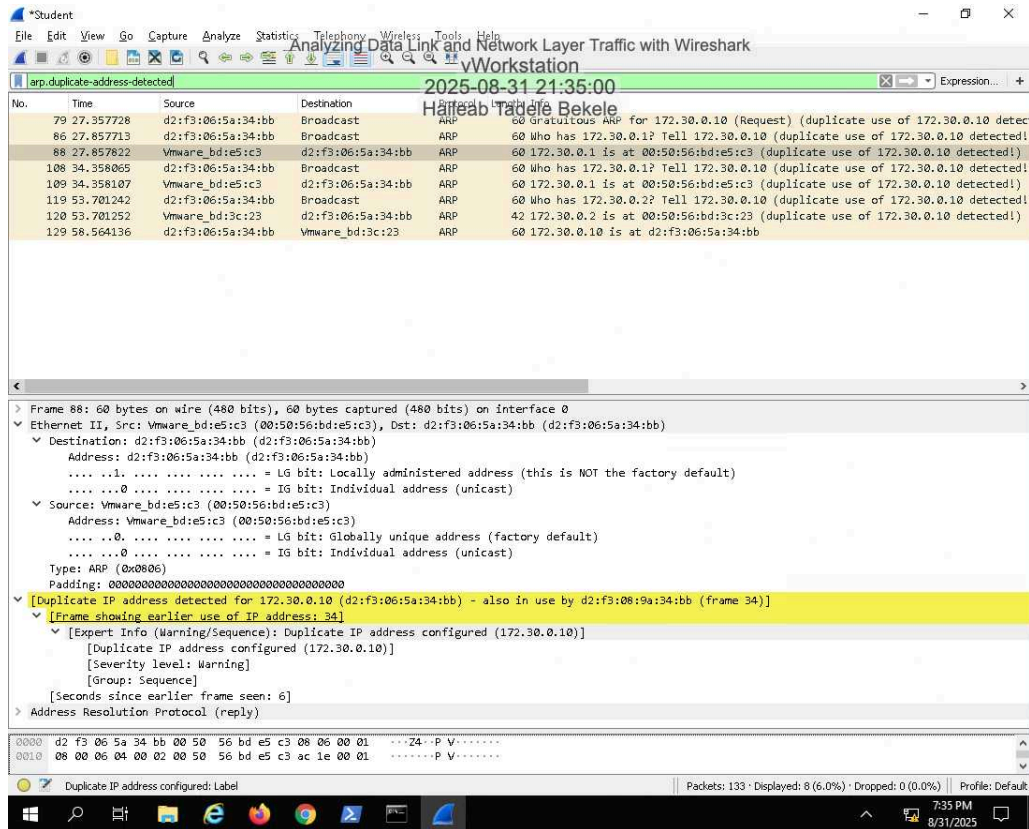 *Student
File Edit View Go Capture Analyze Statistics Telephony Wireless Tools Help
Analyzing Data Link and Network Layer Traffic with Wireshark
vWorkstation
2025-08-31 21:35:00
Haileab Tadele Bekele
arp.duplicate-address-detected
Expression... +
No. Time Source Destination Protocol Length Info
79 27.357728 d2:f3:06:5a:34:bb Broadcast ARP 60 Gratuitous ARP for 172.30.0.10 (Request) (duplicate use of 172.30.0.10 detec
86 27.857713 d2:f3:06:5a:34:bb Broadcast ARP 60 Who has 172.30.0.1? Tell 172.30.0.10 (duplicate use of 172.30.0.10 detected!
88 27.857822 Vmware_bd:e5:c3 d2:f3:06:5a:34:bb ARP 60 172.30.0.1 is at 00:50:56:bd:e5:c3 (duplicate use of 172.30.0.10 detected!)
108 34.358065 d2:f3:06:5a:34:bb Broadcast ARP 60 Who has 172.30.0.1? Tell 172.30.0.10 (duplicate use of 172.30.0.10 detected!
109 34.358107 Vmware_bd:e5:c3 d2:f3:06:5a:34:bb ARP 60 172.30.0.1 is at 00:50:56:bd:e5:c3 (duplicate use of 172.30.0.10 detected!)
119 53.701242 d2:f3:06:5a:34:bb Broadcast ARP 60 Who has 172.30.0.2? Tell 172.30.0.10 (duplicate use of 172.30.0.10 detected!
120 53.701252 Vmware_bd:3c:23 d2:f3:06:5a:34:bb ARP 42 172.30.0.2 is at 00:50:56:bd:3c:23 (duplicate use of 172.30.0.10 detected!)
129 58.564136 d2:f3:06:5a:34:bb Vmware_bd:3c:23 ARP 60 172.30.0.10 is at d2:f3:06:5a:34:bb
Frame 88: 60 bytes on wire (480 bits), 60 bytes captured (480 bits) on interface 0
Ethernet II, Src: Vmware_bd:e5:c3 (00:50:56:bd:e5:c3), Dst: d2:f3:06:5a:34:bb (d2:f3:06:5a:34:bb)
Destination: d2:f3:06:5a:34:bb (d2:f3:06:5a:34:bb)
Address: d2:f3:06:5a:34:bb (d2:f3:06:5a:34:bb)
.... ..1. .... .... .... .... = LG bit: Locally administered address (this is NOT the factory default)
.... ...0 .... .... .... .... = IG bit: Individual address (unicast)
Source: Vmware_bd:e5:c3 (00:50:56:bd:e5:c3)
Address: Vmware_bd:e5:c3 (00:50:56:bd:e5:c3)
.... ..0. .... .... .... .... = LG bit: Globally unique address (factory default)
.... ...0 .... .... .... .... = IG bit: Individual address (unicast)
Type: ARP (0x0806)
Padding: 000000000000000000000000000000000000
[Duplicate IP address detected for 172.30.0.10 (d2:f3:06:5a:34:bb) - also in use by d2:f3:08:9a:34:bb (frame 34)]
[Frame showing earlier use of IP address: 34]
[Expert Info (Warning/Sequence): Duplicate IP address configured (172.30.0.10)]
[Duplicate IP address configured (172.30.0.10)]
[Severity level: Warning]
[Group: Sequence]
[Seconds since earlier frame seen: 6]
Address Resolution Protocol (reply)
0000 d2 f3 06 5a 34 bb 00 50 56 bd e5 c3 08 06 00 01 ···Z4··P V·······
0010 08 00 06 04 00 02 00 50 56 bd e5 c3 ac 1e 00 01 ·······P V·······
Duplicate IP address configured: Label
Packets: 133 · Displayed: 8 (6.0%) · Dropped: 0 (0.0%)
Profile: Default
7:35 PM
8/31/2025